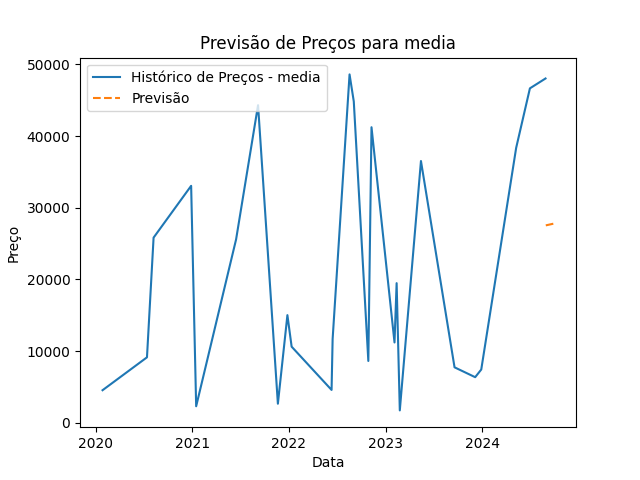 Previsão de Preços para media
Histórico de Preços - media
Previsão
50000
40000
30000
20000
10000
0
Preço
2020 2021 2022 2023 2024
Data